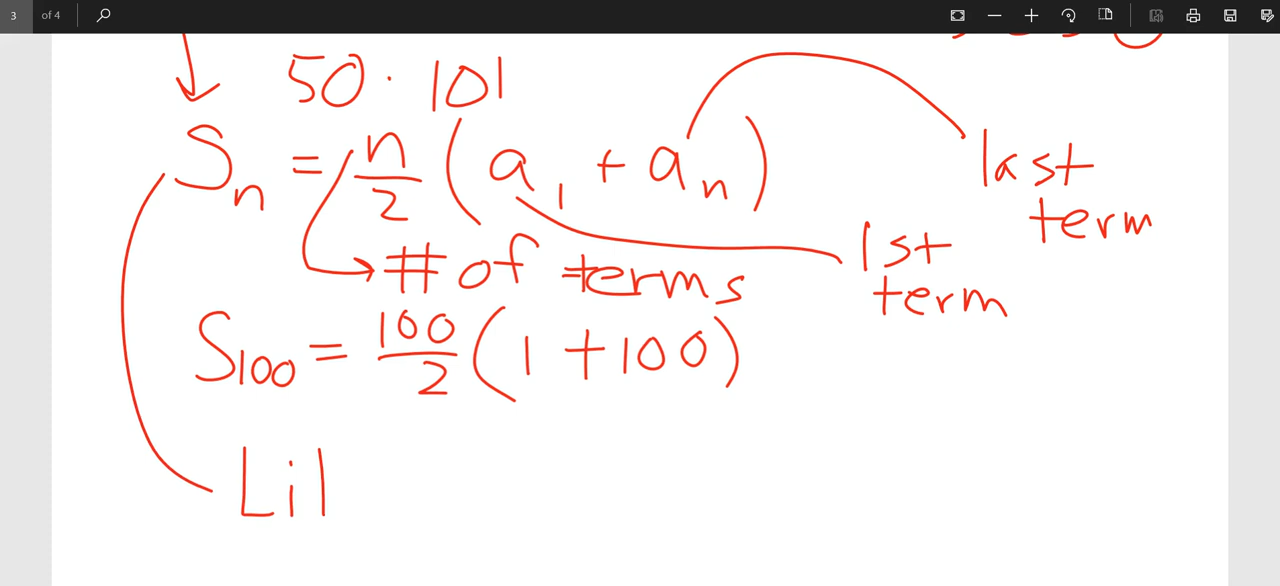 3 of 4
50 · 101
Sn = n/2 (a1 + an)
last
term
# of terms
1st
term
S100 = 100/2 (1 + 100)
Lil